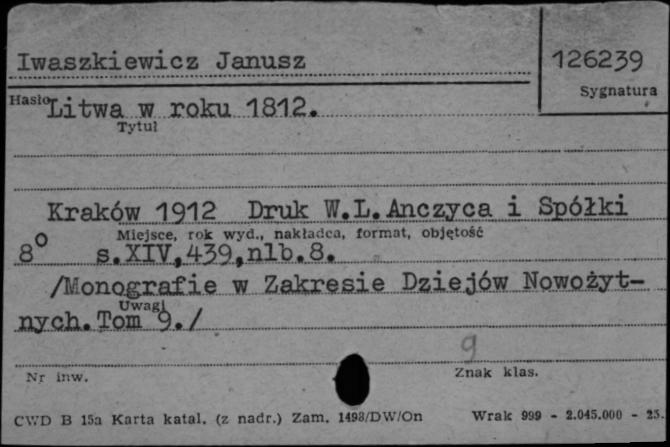 Iwaszkiewicz Janusz
126239
Hasło
Sygnatura
Litwa w roku 1812.
Tytuł
Kraków 1912 Druk W.L.Anczyca i Spółki
Miejsce, rok wyd., nakładca, format, objętość
8° s.XIV,439,nlb.8.
/Monografie w Zakresie Dziejów Nowożyt-
Uwagi
nych.Tom 9./
9
Nr inw.
Znak klas.
CWD B 15a Karta katal. (z nadr.) Zam. 1498/DW/On Wrak 999 - 2.045.000 - 25.